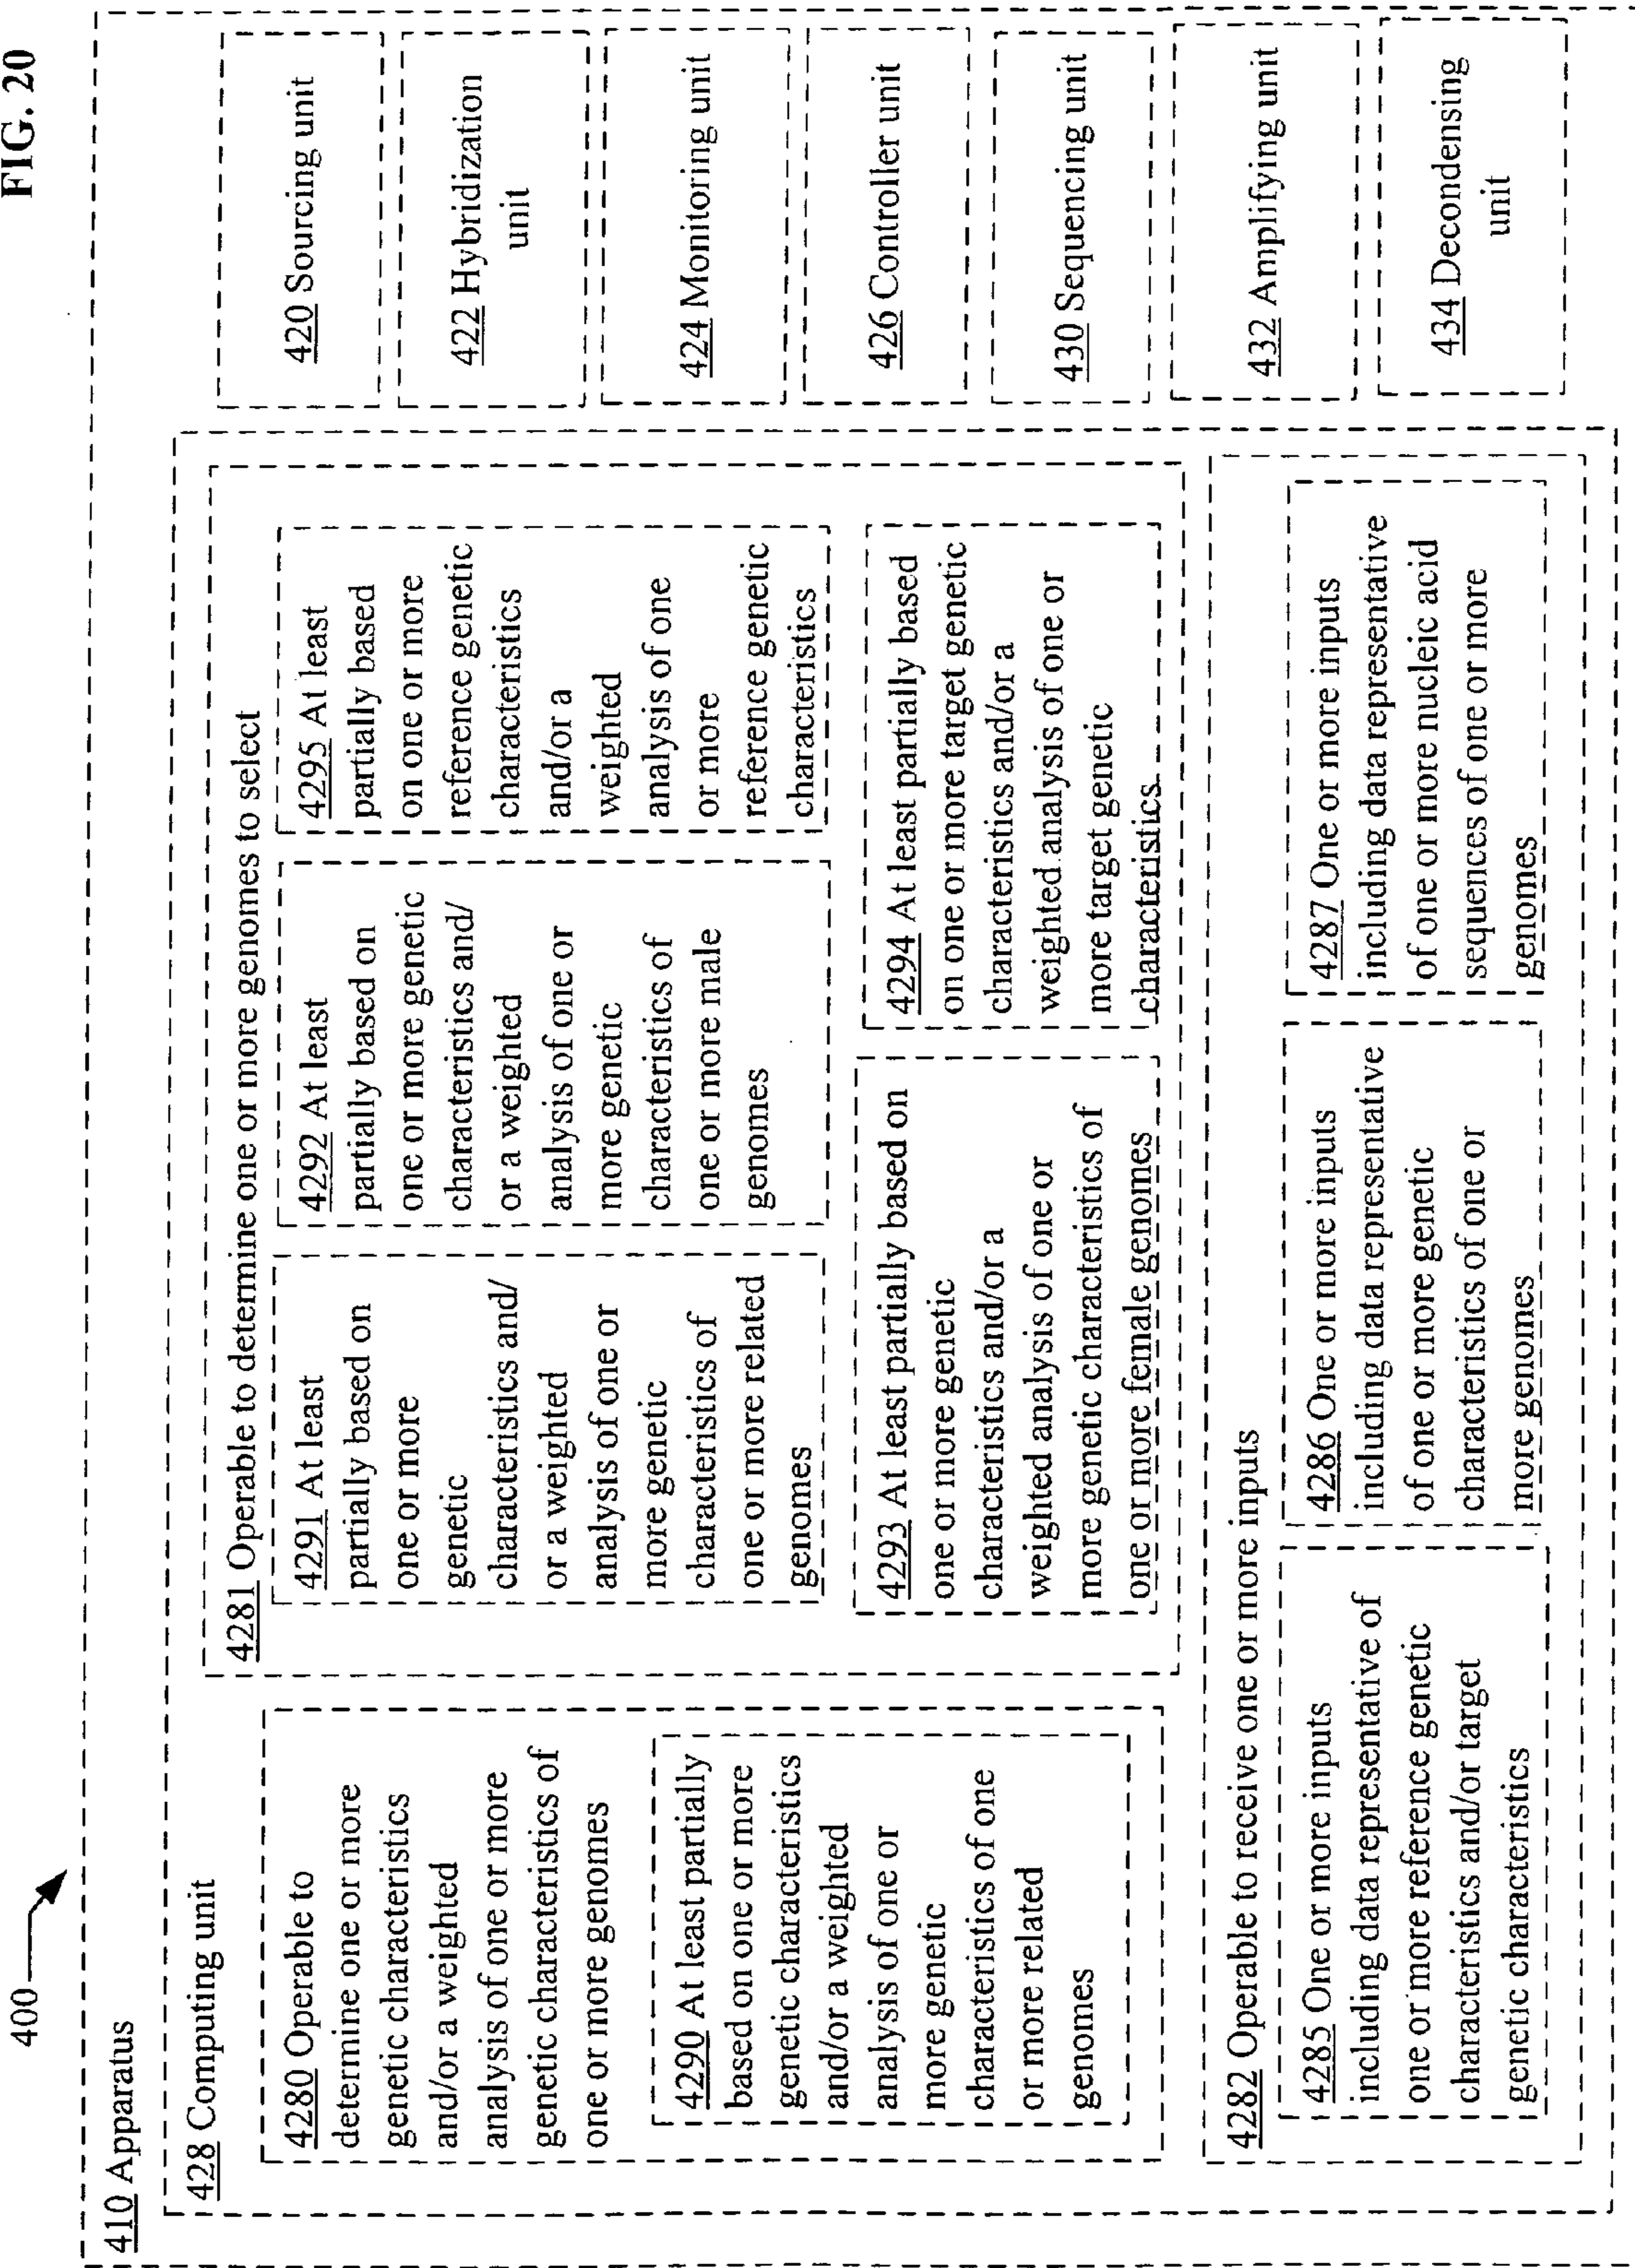 FIG. 20
400
410 Apparatus
428 Computing unit
4280 Operable to
determine one or more
genetic characteristics
and/or a weighted
analysis of one or more
genetic characteristics of
one or more genomes
4290 At least partially
based on one or more
genetic characteristics
and/or a weighted
analysis of one or
more genetic
characteristics of one
or more related
genomes
4281 Operable to determine one or more genomes to select
4291 At least
partially based on
one or more
genetic
characteristics and/
or a weighted
analysis of one or
more genetic
characteristics of
one or more related
genomes
4292 At least
partially based on
one or more genetic
characteristics and/
or a weighted
analysis of one or
more genetic
characteristics of
one or more male
genomes
4295 At least
partially based
on one or more
reference genetic
characteristics
and/or a
weighted
analysis of one
or more
reference genetic
characteristics
4293 At least partially based on
one or more genetic
characteristics and/or a
weighted analysis of one or
more genetic characteristics of
one or more female genomes
4294 At least partially based
on one or more target genetic
characteristics and/or a
weighted analysis of one or
more target genetic
characteristics
4282 Operable to receive one or more inputs
4285 One or more inputs
including data representative of
one or more reference genetic
characteristics and/or target
genetic characteristics
4286 One or more inputs
including data representative
of one or more genetic
characteristics of one or
more genomes
4287 One or more inputs
including data representative
of one or more nucleic acid
sequences of one or more
genomes
420 Sourcing unit
422 Hybridization
unit
424 Monitoring unit
426 Controller unit
430 Sequencing unit
432 Amplifying unit
434 Decondensing
unit